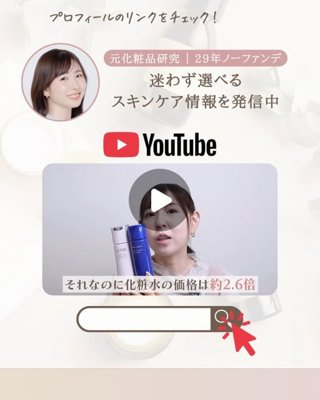 プロフィールのリンクをチェック!
元化粧品研究 | 29年ノーファンデ
迷わず選べる
スキンケア情報を発信中
YouTube
それなのに化粧水の価格は約2.6倍